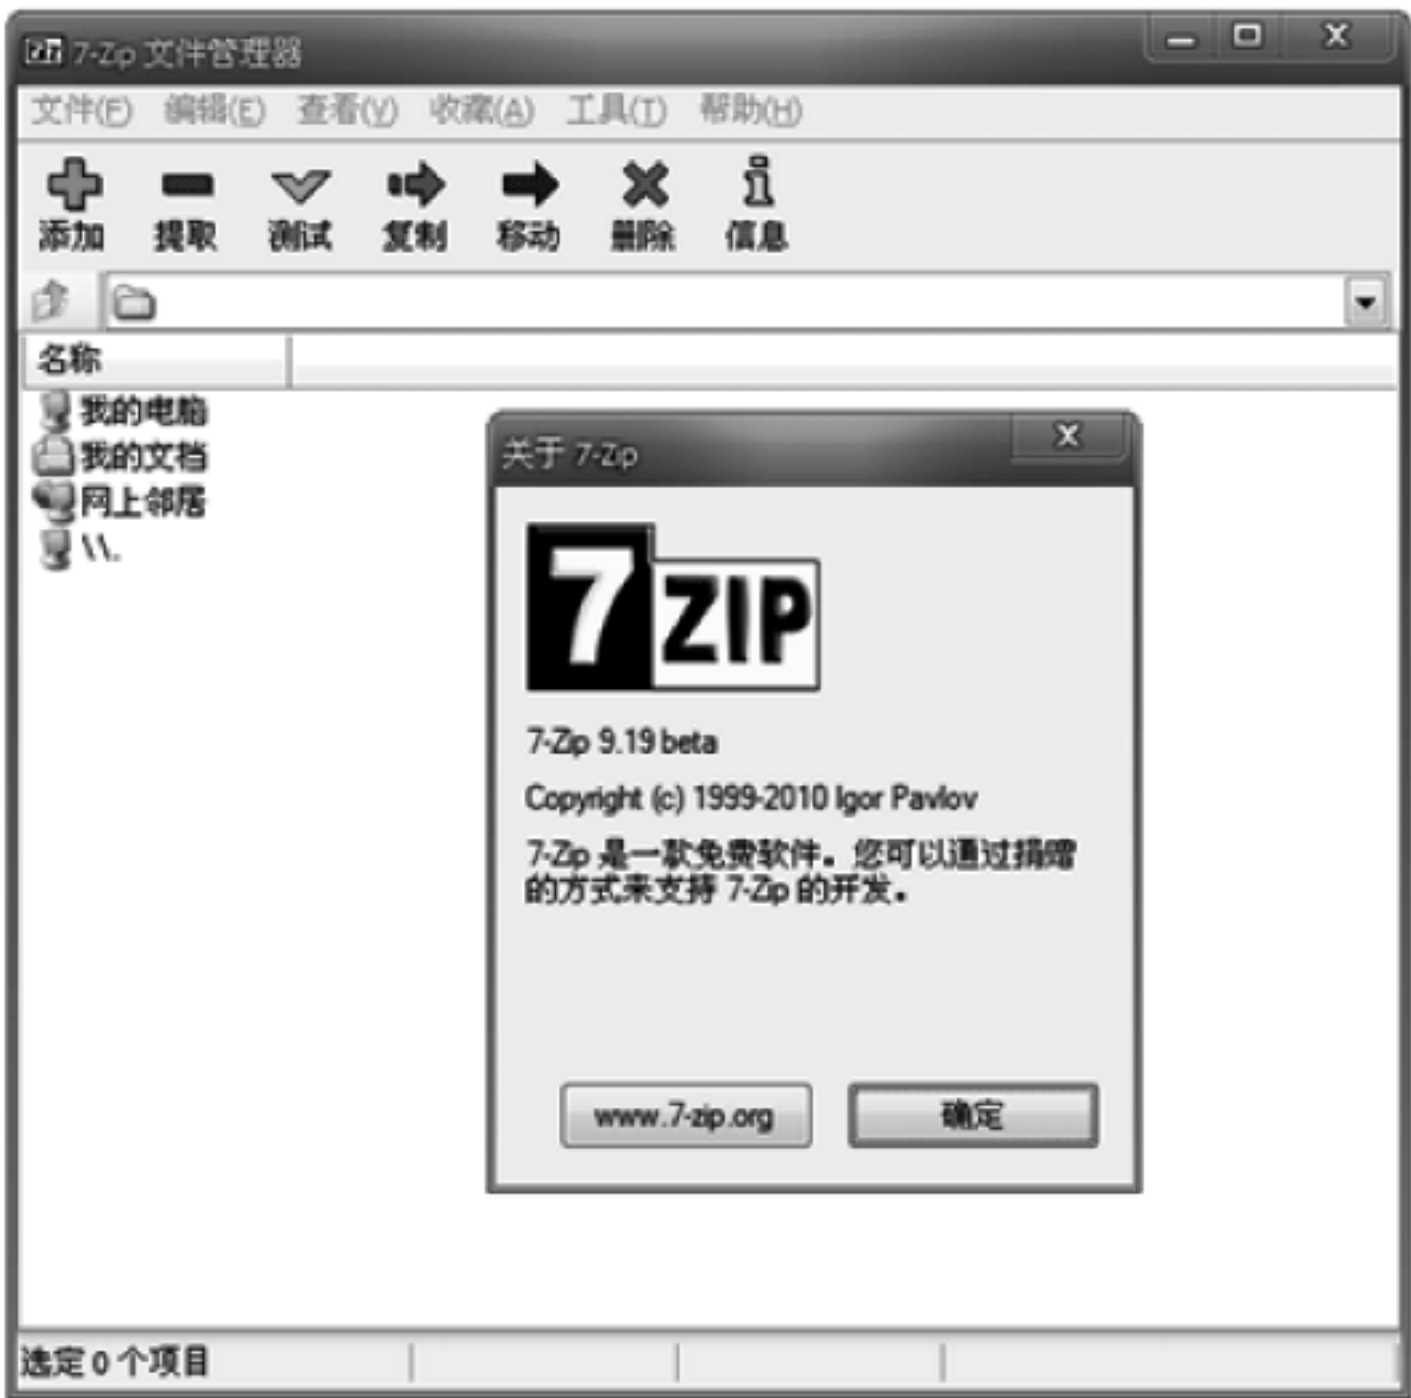 7-Zip 文件管理器
文件(F) 编辑(E) 查看(V) 收藏(A) 工具(T) 帮助(H)
添加 提取 测试 复制 移动 删除 信息
名称
我的电脑
我的文档
网上邻居
\\.
关于 7-Zip
7 ZIP
7-Zip 9.19 beta
Copyright (c) 1999-2010 Igor Pavlov
7-Zip 是一款免费软件。您可以通过捐赠
的方式来支持 7-Zip 的开发。
www.7-zip.org 确定
选定 0 个项目